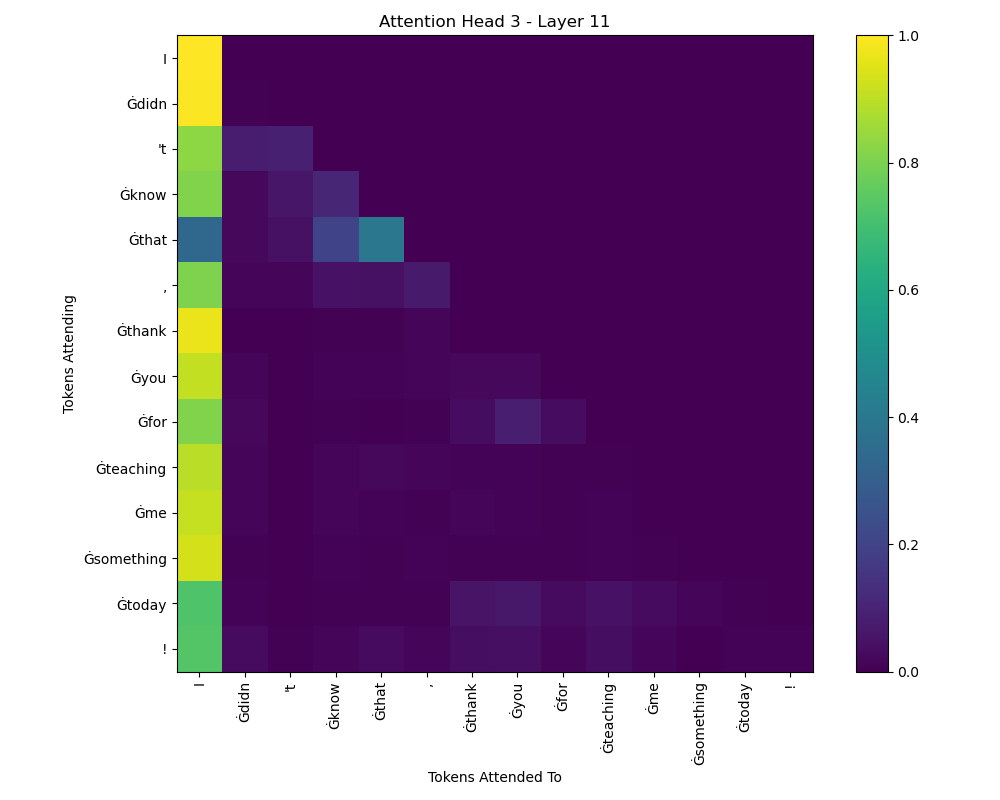 Attention Head 3 - Layer 11
Tokens Attending
I
Ġdidn
't
Ġknow
Ġthat
,
Ġthank
Ġyou
Ġfor
Ġteaching
Ġme
Ġsomething
Ġtoday
!
I
Ġdidn
't
Ġknow
Ġthat
,
Ġthank
Ġyou
Ġfor
Ġteaching
Ġme
Ġsomething
Ġtoday
!
Tokens Attended To
1.0
0.8
0.6
0.4
0.2
0.0